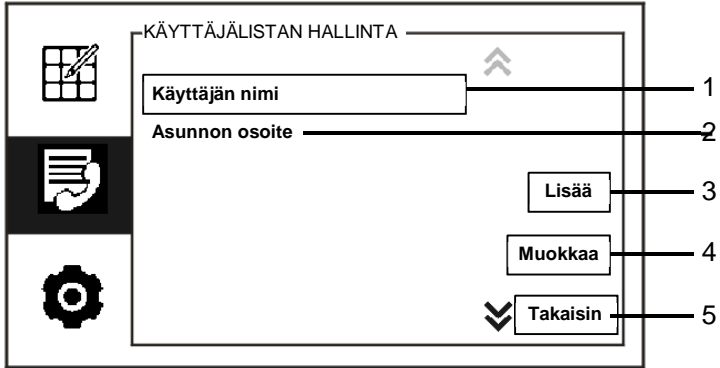 KÄYTTÄJÄLISTAN HALLINTA
Käyttäjän nimi 1
Asunnon osoite 2
Lisää 3
Muokkaa 4
Takaisin 5